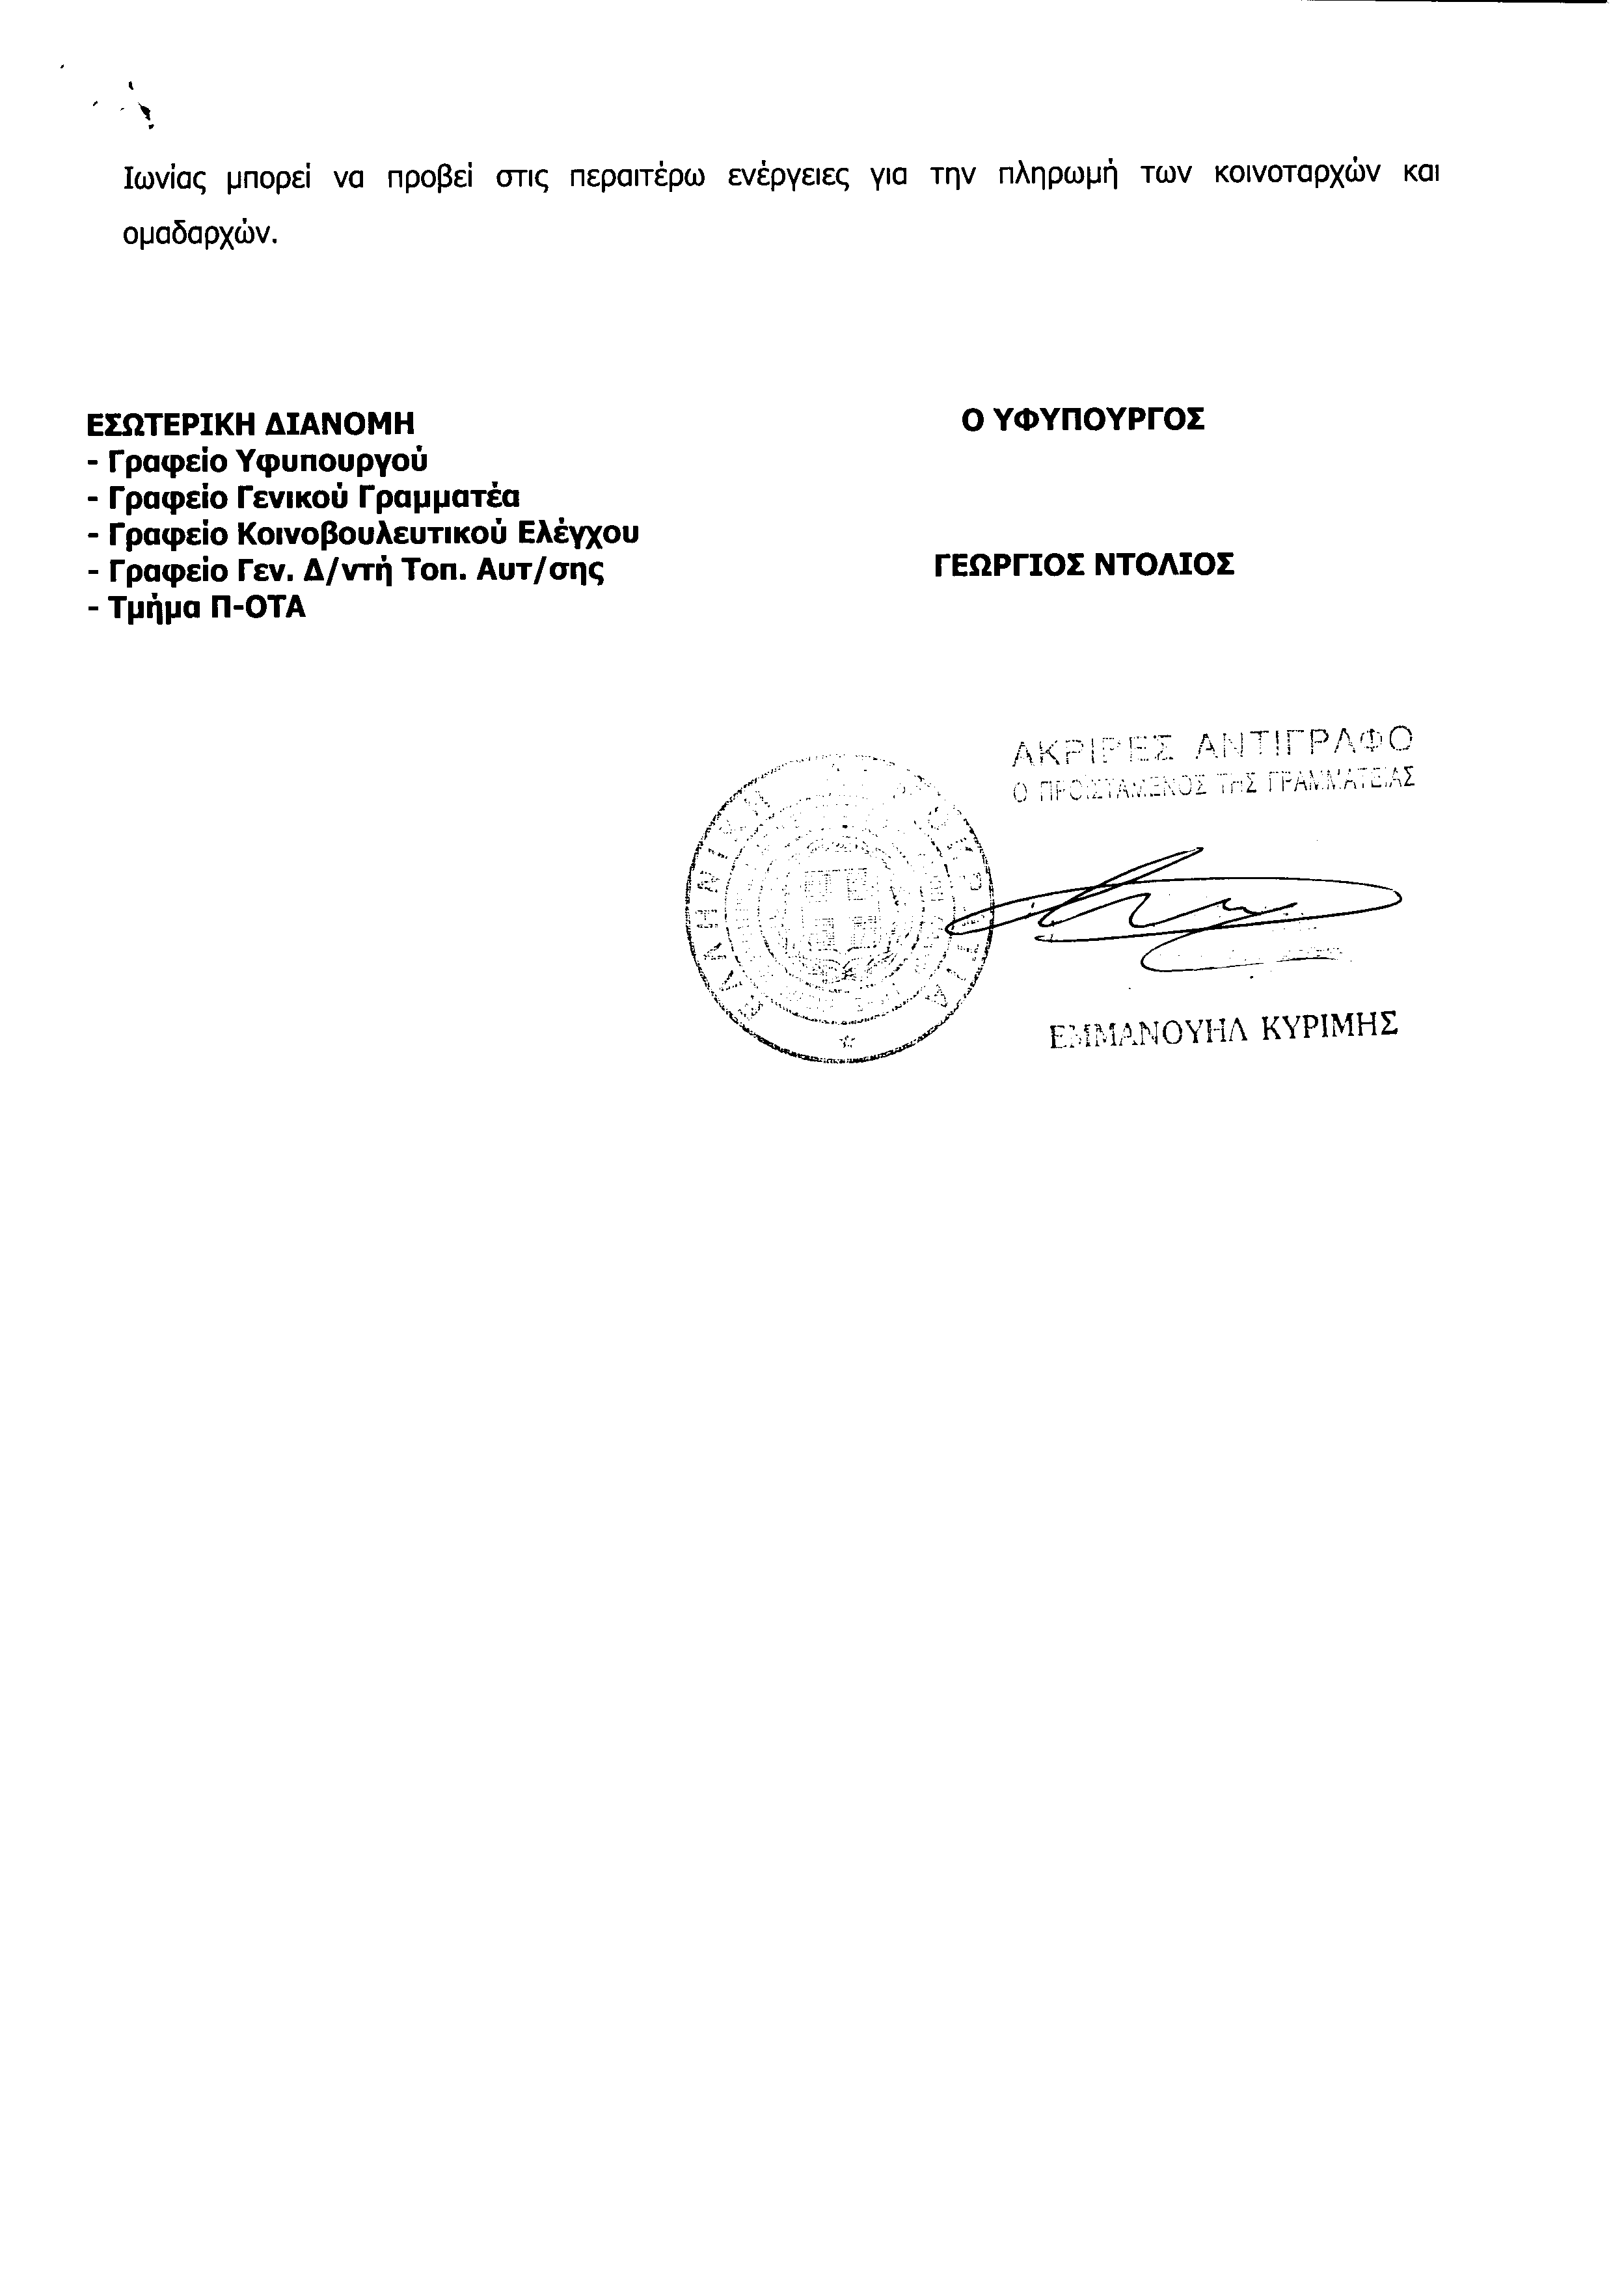 Ιωνίας μπορεί να προβεί στις περαιτέρω ενέργειες για την πληρωμή των κοινοταρχών και
ομαδαρχών.
ΕΣΩΤΕΡΙΚΗ ΔΙΑΝΟΜΗ
- Γραφείο Υφυπουργού
- Γραφείο Γενικού Γραμματέα
- Γραφείο Κοινοβουλευτικού Ελέγχου
- Γραφείο Γεν. Δ/ντή Τοπ. Αυτ/σης
- Τμήμα Π-ΟΤΑ
Ο ΥΦΥΠΟΥΡΓΟΣ
ΓΕΩΡΓΙΟΣ ΝΤΟΛΙΟΣ
ΑΚΡΙΒΕΣ ΑΝΤΙΓΡΑΦΟ
Ο ΠΡΟΪΣΤΑΜΕΝΟΣ ΤΗΣ ΓΡΑΜΜΑΤΕΙΑΣ
ΕΛΛΗΝΙΚΗ ΔΗΜΟΚΡΑΤΙΑ
ΕΜΜΑΝΟΥΗΛ ΚΥΡΙΜΗΣ